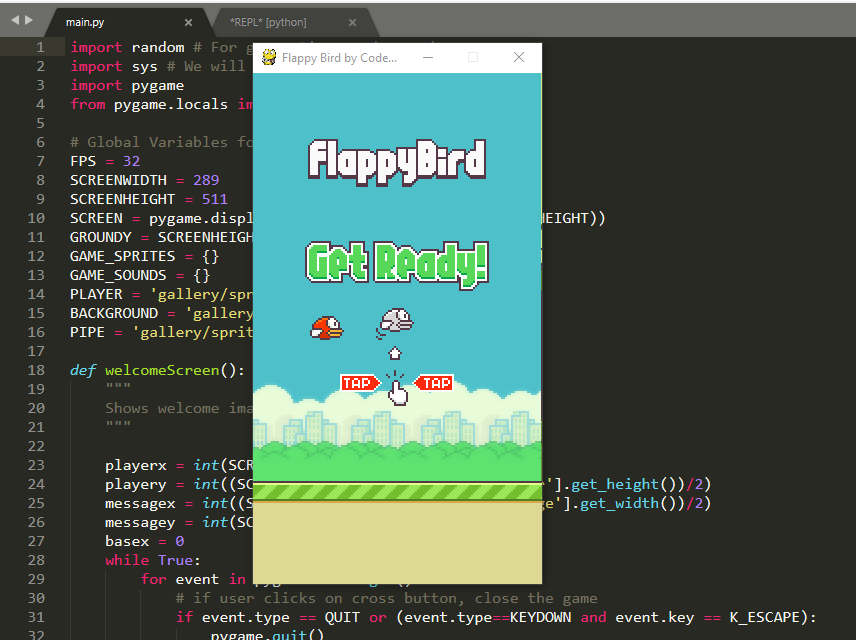 main.py × *REPL* [python] ×
1 import random # For g
2 import sys # We will
3 import pygame
4 from pygame.locals im
5
6 # Global Variables fo
7 FPS = 32
8 SCREENWIDTH = 289
9 SCREENHEIGHT = 511
10 SCREEN = pygame.displ EIGHT))
11 GROUNDY = SCREENHEIGH
12 GAME_SPRITES = {}
13 GAME_SOUNDS = {}
14 PLAYER = 'gallery/spr
15 BACKGROUND = 'gallery
16 PIPE = 'gallery/sprit
17
18 def welcomeScreen():
19 """
20 Shows welcome ima
21 """
22
23 playerx = int(SCR
24 playery = int((SC '].get_height())/2)
25 messagex = int((S ge'].get_width())/2)
26 messagey = int(SC
27 basex = 0
28 while True:
29 for event in
30 # if user clicks on cross button, close the game
31 if event.type == QUIT or (event.type==KEYDOWN and event.key == K_ESCAPE):
32 pygame.quit()
Flappy Bird by Code...
FlappyBird
Get Ready!
TAP TAP